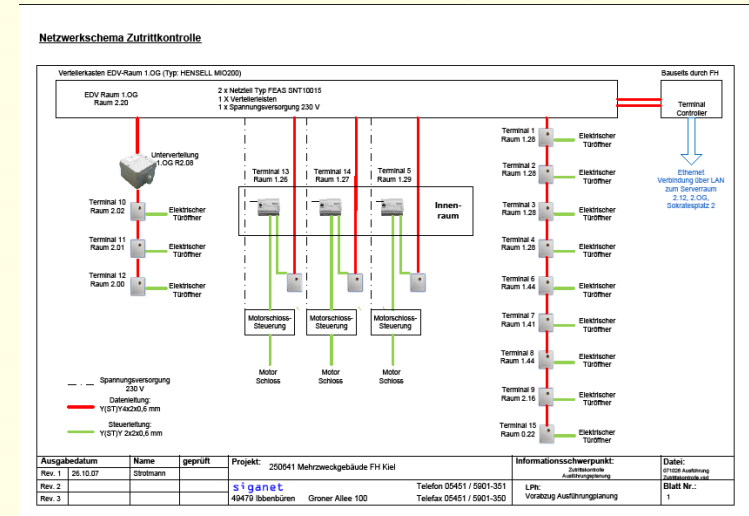 Netzwerkschema Zutrittkontrolle
Verteilerkasten EDV-Raum 1.OG (Typ: HENSELL MIO200)
Bauseits durch FH
EDV Raum 1.OG
Raum 2.20
2 x Netzteil Typ FEAS SNT10015
1 X Verteilerleisten
1 x Spannungsversorgung 230 V
Terminal
Controller
Ethernet
Verbindung über LAN
zum Serverraum
2.12, 2.OG,
Sokratesplatz 2
Unterverteilung
1.OG R2.08
Terminal 10
Raum 2.02
Elektrischer
Türöffner
Terminal 11
Raum 2.01
Elektrischer
Türöffner
Terminal 12
Raum 2.00
Elektrischer
Türöffner
Terminal 13
Raum 1.26
Terminal 14
Raum 1.27
Terminal 5
Raum 1.29
Innen-
raum
Motorschloss-
Steuerung
Motorschloss-
Steuerung
Motorschloss-
Steuerung
Motor
Schloss
Motor
Schloss
Motor
Schloss
Terminal 1
Raum 1.28
Elektrischer
Türöffner
Terminal 2
Raum 1.28
Elektrischer
Türöffner
Terminal 3
Raum 1.28
Elektrischer
Türöffner
Terminal 4
Raum 1.28
Elektrischer
Türöffner
Terminal 6
Raum 1.44
Elektrischer
Türöffner
Terminal 7
Raum 1.41
Elektrischer
Türöffner
Terminal 8
Raum 1.44
Elektrischer
Türöffner
Terminal 9
Raum 2.16
Elektrischer
Türöffner
Terminal 15
Raum 0.22
Elektrischer
Türöffner
Spannungsversorgung
230 V
Datenleitung:
Y(ST)Y4x2x0,6 mm
Steuerleitung:
Y(ST)Y 2x2x0,6 mm
Ausgabedatum Name geprüft
Rev. 1 26.10.07 Strotmann
Rev. 2
Rev. 3
Projekt: 250641 Mehrzweckgebäude FH Kiel
siganet Telefon 05451 / 5901-351
49479 Ibbenbüren Groner Allee 100 Telefax 05451 / 5901-350
Informationsschwerpunkt:
Zutrittskontrolle
Ausführungsplanung
LPh:
Vorabzug Ausführungplanung
Datei:
071026 Ausführung
Zutrittskontrolle.vsd
Blatt Nr.:
1